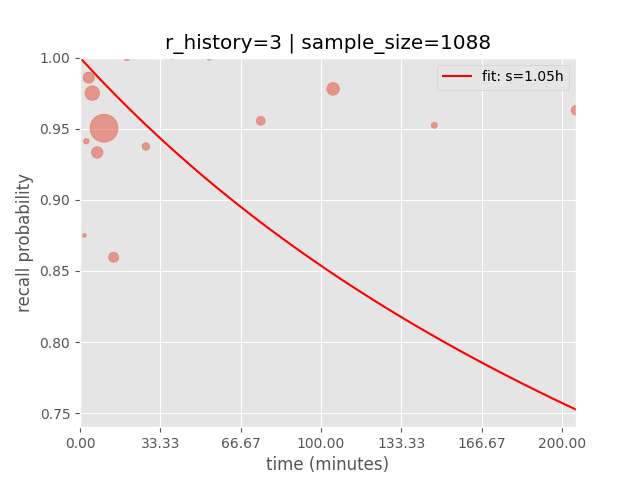 r_history=3 | sample_size=1088
fit: s=1.05h
1.00
0.95
0.90
0.85
0.80
0.75
recall probability
0.00 33.33 66.67 100.00 133.33 166.67 200.00
time (minutes)